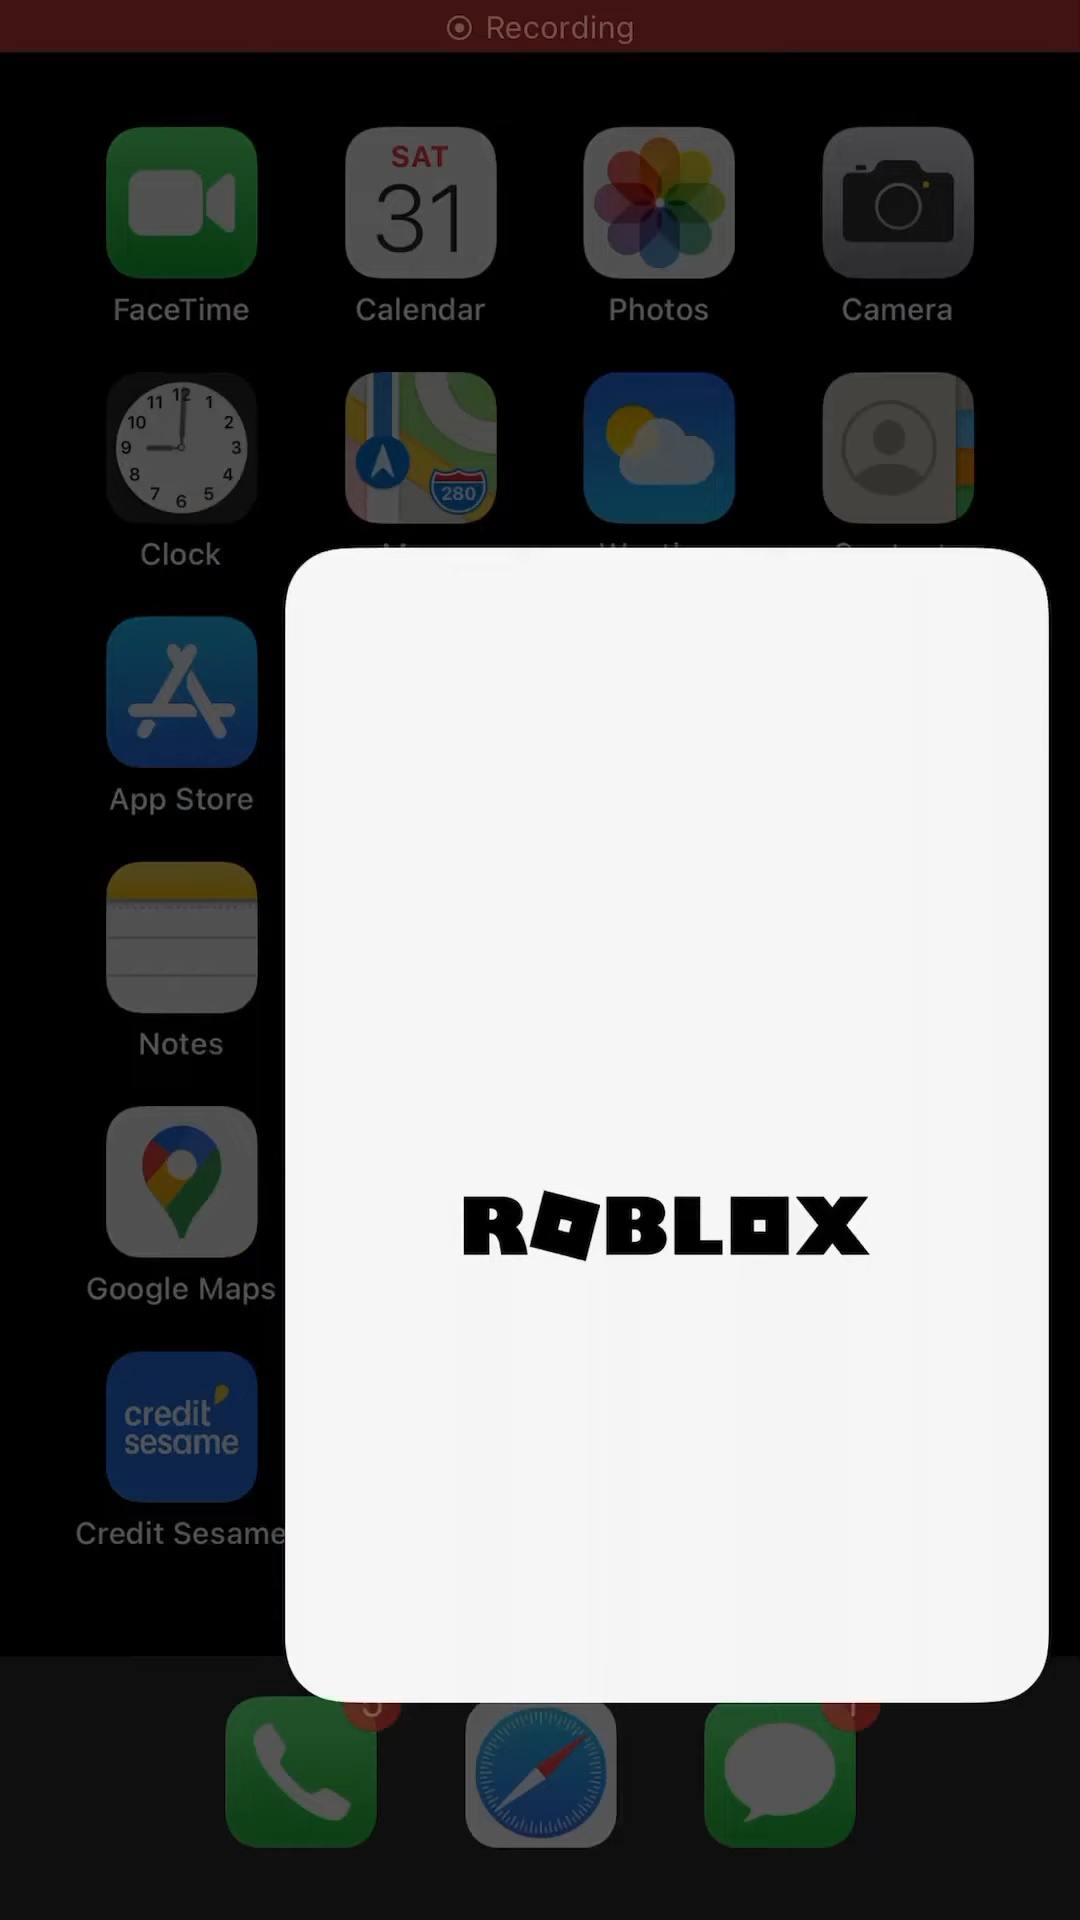 Recording
SAT
31
FaceTime
Calendar
Photos
Camera
12
11 1
10 2
9 3
8 4
7 5
6
280
Clock
App Store
Notes
Google Maps
credit
sesame
Credit Sesame
ROBLOX